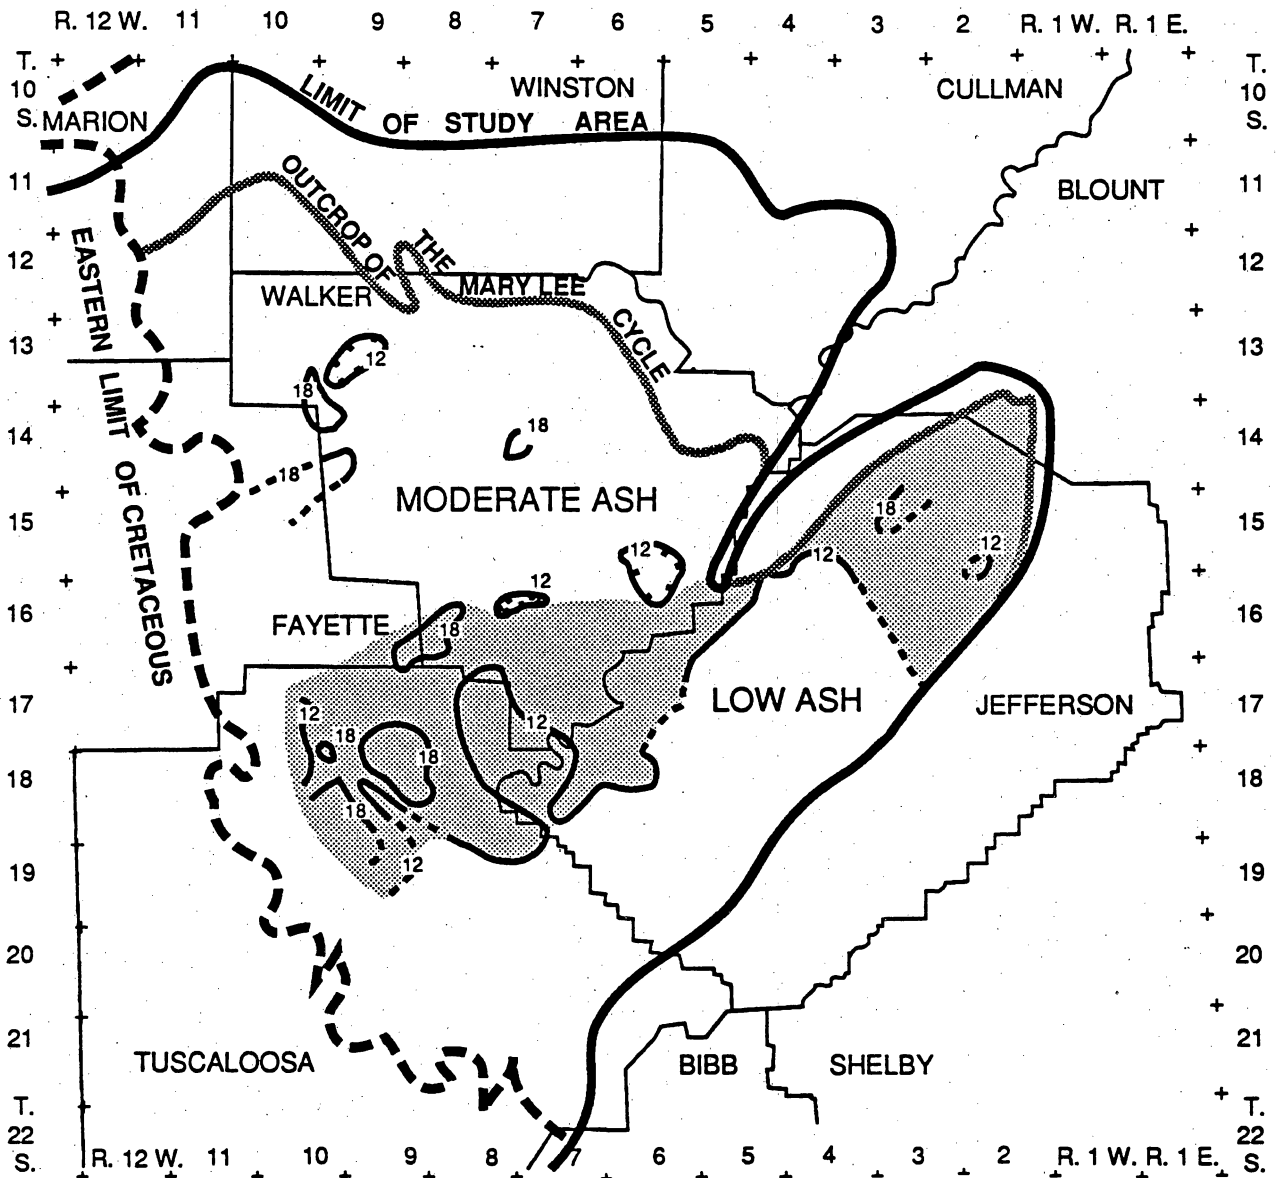 R. 12 W. 11 10 9 8 7 6 5 4 3 2 R. 1 W. R. 1 E.
T. 10 S.
T. 10 S.
WINSTON
CULLMAN
MARION
LIMIT OF STUDY AREA
11
11
BLOUNT
OUTCROP OF THE MARY LEE CYCLE
EASTERN LIMIT OF CRETACEOUS
12
12
WALKER
13
13
12
18
14
14
18
18
MODERATE ASH
15
15
18
12
12
12
12
16
16
FAYETTE
18
17
17
LOW ASH
JEFFERSON
12
12
18
18
18
18
18
12
19
19
20
20
21
21
TUSCALOOSA
BIBB
SHELBY
T. 22 S.
T. 22 S.
R. 12 W. 11 10 9 8 7 6 5 4 3 2 R. 1 W. R. 1 E.